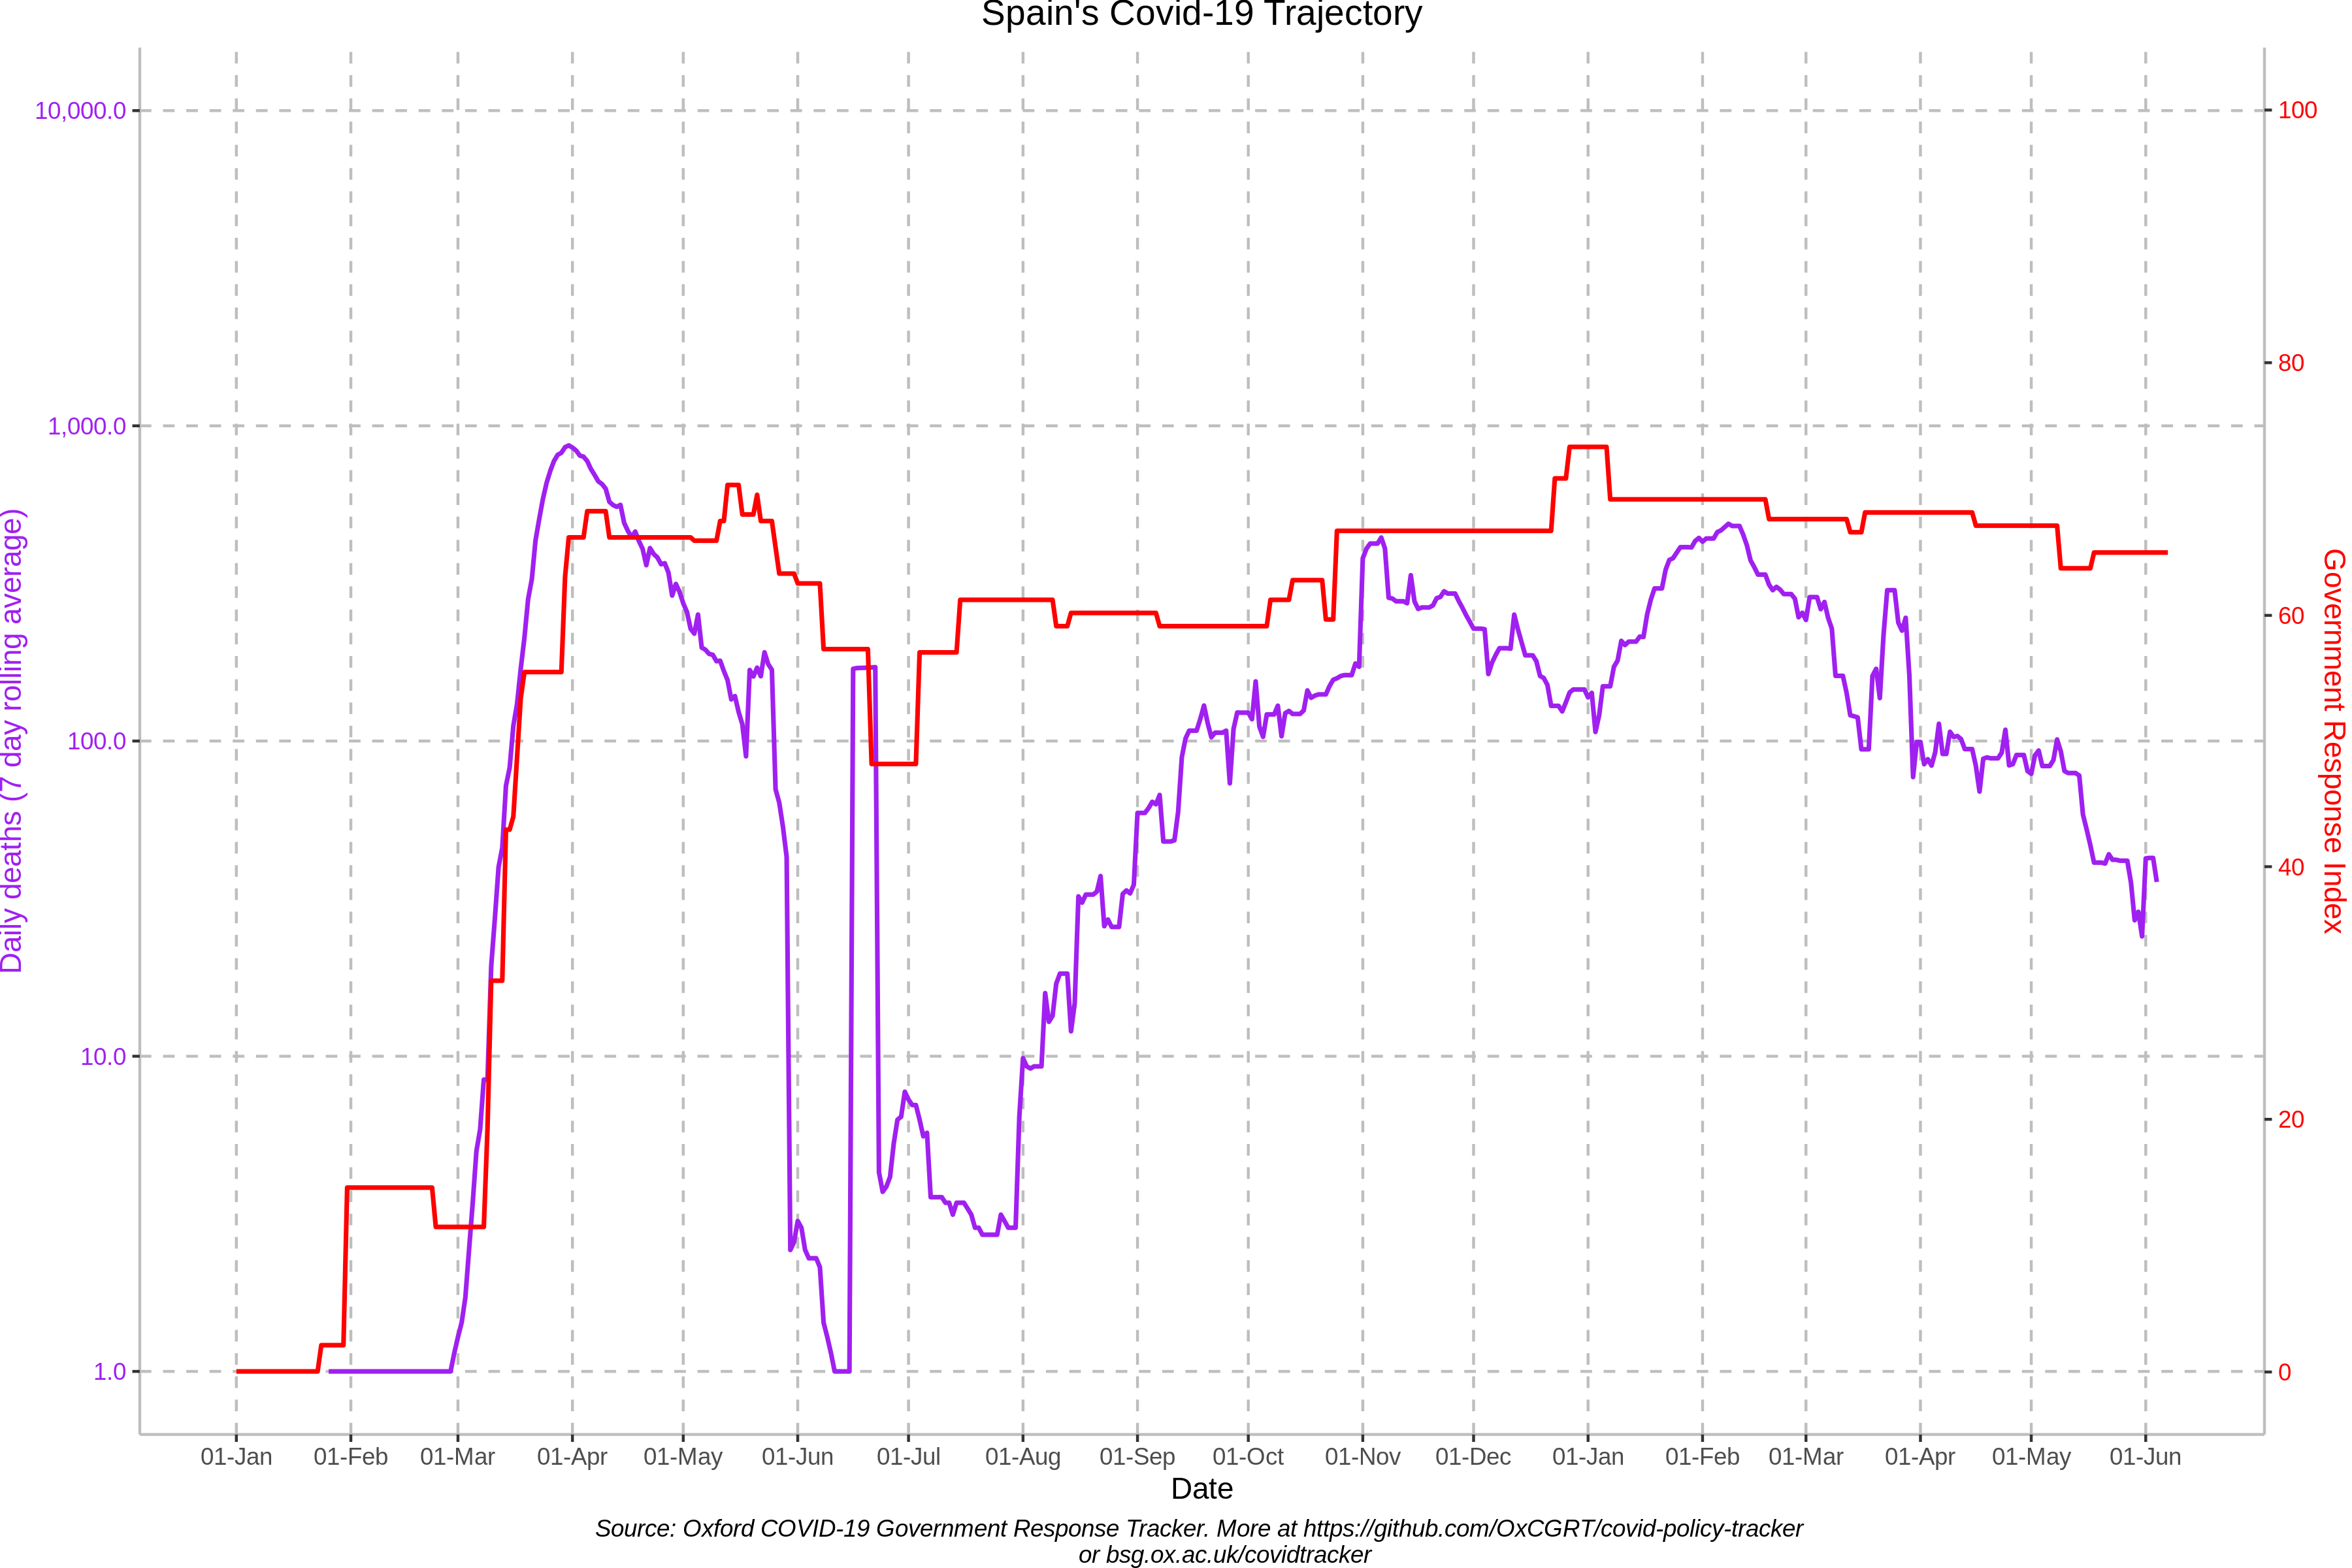 Spain's Covid-19 Trajectory
10,000.0
1,000.0
100.0
10.0
1.0
Daily deaths (7 day rolling average)
100
80
60
40
20
0
Government Response Index
01-Jan 01-Feb 01-Mar 01-Apr 01-May 01-Jun 01-Jul 01-Aug 01-Sep 01-Oct 01-Nov 01-Dec 01-Jan 01-Feb 01-Mar 01-Apr 01-May 01-Jun
Date
Source: Oxford COVID-19 Government Response Tracker. More at https://github.com/OxCGRT/covid-policy-tracker
or bsg.ox.ac.uk/covidtracker